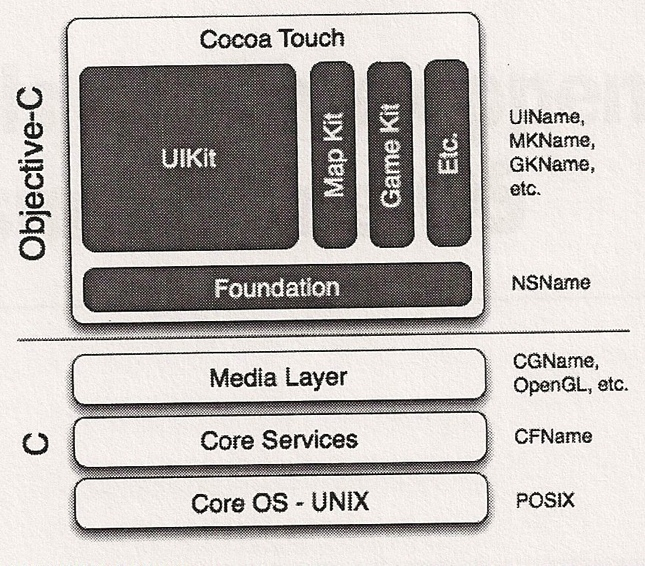 Cocoa Touch
Objective-C
UIKit
Map Kit
Game Kit
Etc.
UIName,
MKName,
GKName,
etc.
Foundation
NSName
C
Media Layer
CGName,
OpenGL, etc.
Core Services
CFName
Core OS - UNIX
POSIX